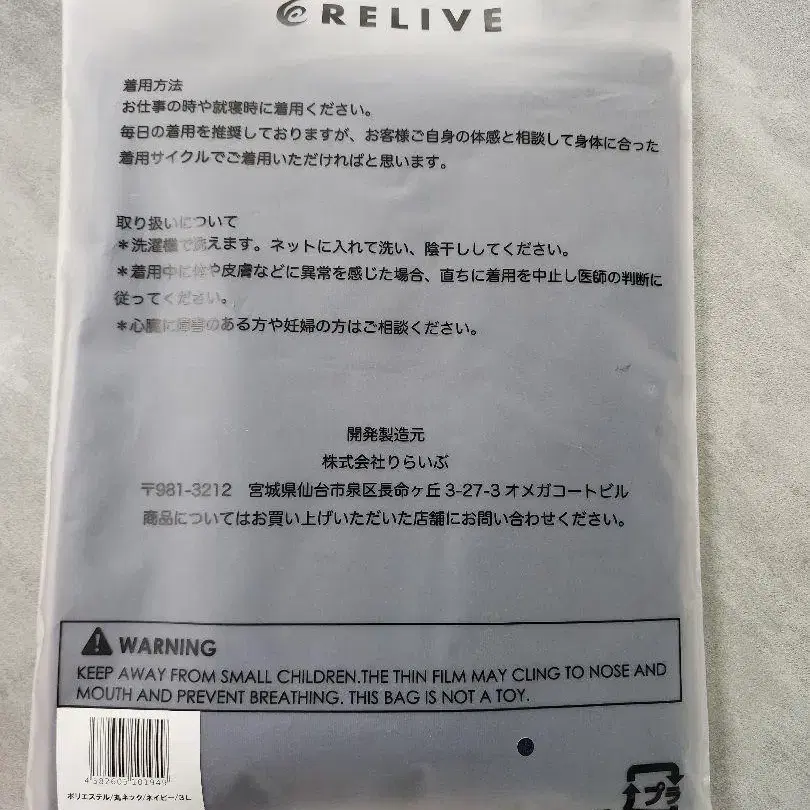 RELIVE
着用方法
お仕事の時や就寝時に着用ください。
毎日の着用を推奨しておりますが、お客様ご自身の体感と相談して身体に合った
着用サイクルでご着用いただければと思います。
取り扱いについて
＊洗濯機で洗えます。ネットに入れて洗い、陰干ししてください。
＊着用中に体や皮膚などに異常を感じた場合、直ちに着用を中止し医師の判断に
従ってください。
＊心臓に障害のある方や妊婦の方はご相談ください。
開発製造元
株式会社りらいぶ
〒981-3212 宮城県仙台市泉区長命ヶ丘3-27-3オメガコートビル
商品についてはお買い上げいただいた店舗にお問い合わせください。
WARNING
KEEP AWAY FROM SMALL CHILDREN.THE THIN FILM MAY CLING TO NOSE AND
MOUTH AND PREVENT BREATHING. THIS BAG IS NOT A TOY.
4582605101949
ポリエステル/丸ネック/ネイビー/3L
プラ